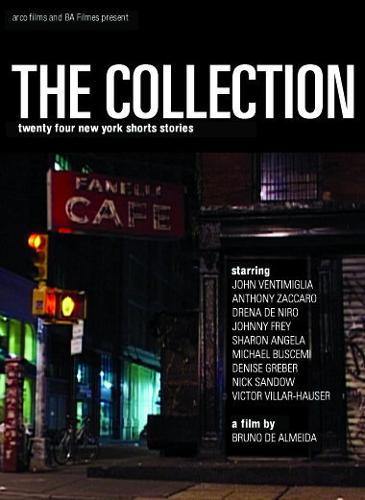 arco films and BA Filmes present
THE COLLECTION
twenty four new york shorts stories
FANELLI
CAFE
starring
JOHN VENTIMIGLIA
ANTHONY ZACCARO
DRENA DE NIRO
JOHNNY FREY
SHARON ANGELA
MICHAEL BUSCEMI
DENISE GREBER
NICK SANDOW
VICTOR VILLAR-HAUSER
a film by
BRUNO DE ALMEIDA